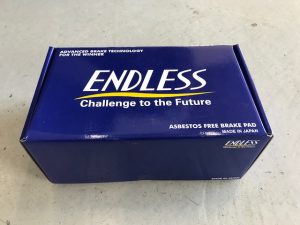 ADVANCED BRAKE TECHNOLOGY
FOR THE WINNER
ENDLESS
Challenge to the Future
ASBESTOS FREE BRAKE PAD
MADE IN JAPAN
ENDLESS